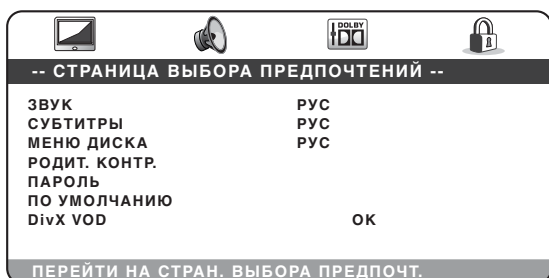 DOLBY
-- СТРАНИЦА ВЫБОРА ПРЕДПОЧТЕНИЙ --
ЗВУК РУС
СУБТИТРЫ РУС
МЕНЮ ДИСКА РУС
РОДИТ. КОНТР.
ПАРОЛЬ
ПО УМОЛЧАНИЮ
DivX VOD OK
ПЕРЕЙТИ НА СТРАН. ВЫБОРА ПРЕДПОЧТ.